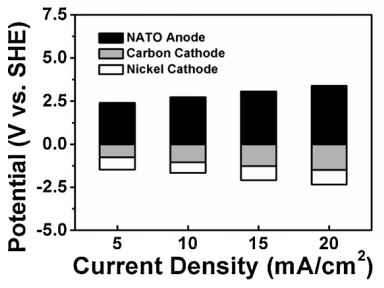 7.5
NATO Anode
Carbon Cathode
Nickel Cathode
5.0
2.5
0.0
-2.5
-5.0
Potential (V vs. SHE)
5 10 15 20
Current Density (mA/cm²)